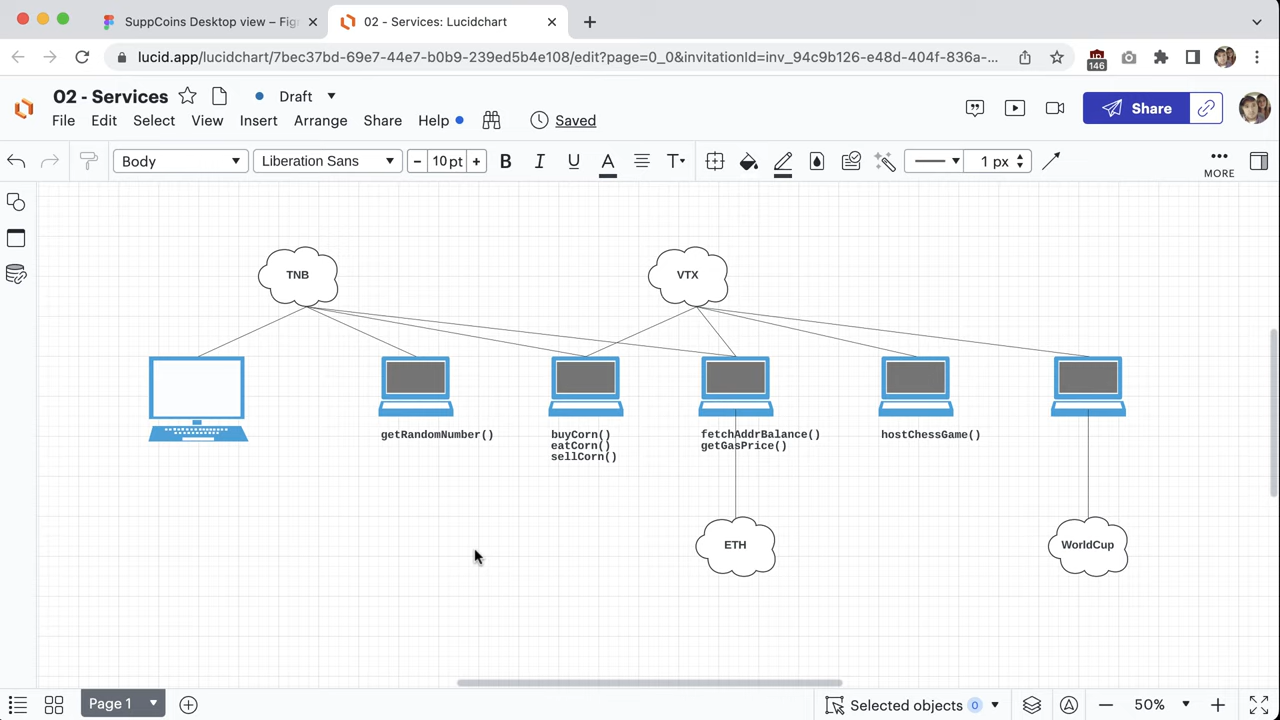 SuppCoins Desktop view – Fig
02 - Services: Lucidchart
lucid.app/lucidchart/7bec37bd-69e7-44e7-b0b9-239ed5b4e108/edit?page=0_0&invitationId=inv_94c9b126-e48d-404f-836a-...
146
02 - Services
Draft
File Edit Select View Insert Arrange Share Help
Saved
Share
Body
Liberation Sans
10 pt
B I U A T
1 px
MORE
TNB
VTX
getRandomNumber()
buyCorn()
eatCorn()
sellCorn()
fetchAddrBalance()
getGasPrice()
hostChessGame()
ETH
WorldCup
Page 1
Selected objects 0
50%